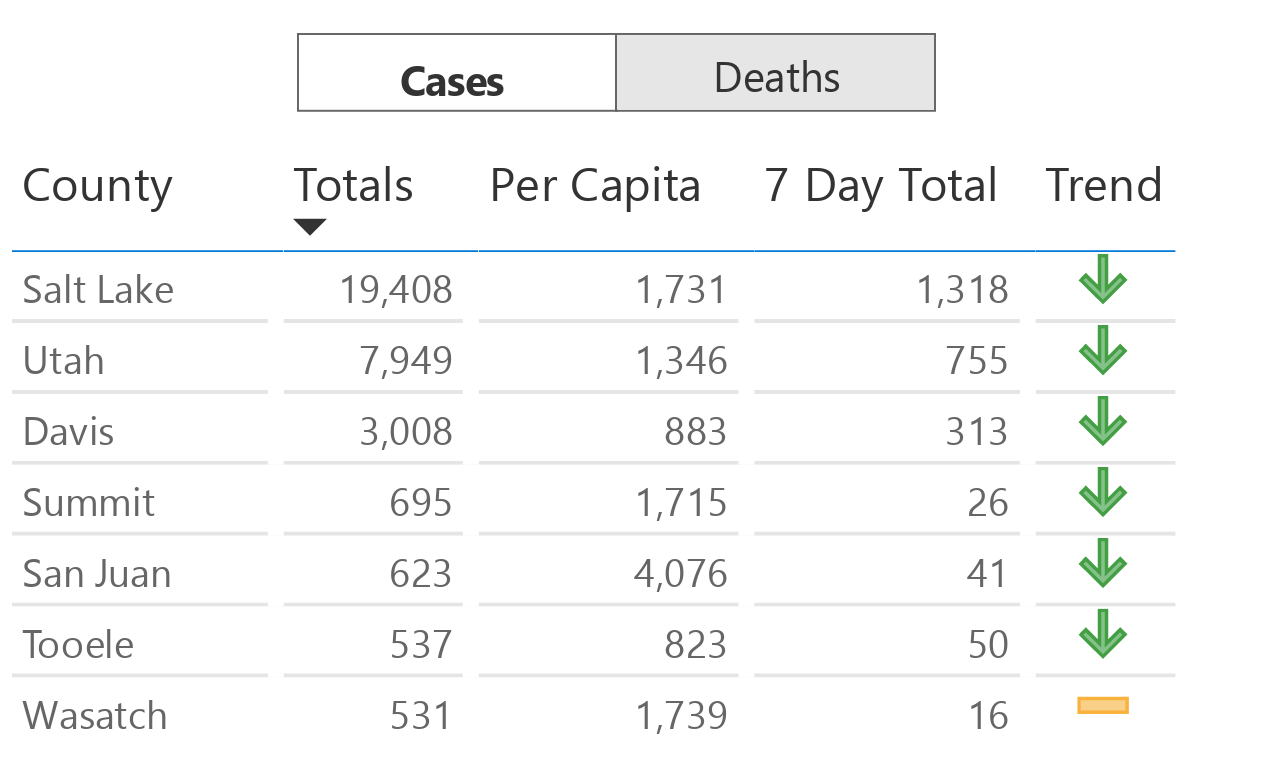 Cases Deaths
County Totals Per Capita 7 Day Total Trend
Salt Lake 19,408 1,731 1,318
Utah 7,949 1,346 755
Davis 3,008 883 313
Summit 695 1,715 26
San Juan 623 4,076 41
Tooele 537 823 50
Wasatch 531 1,739 16